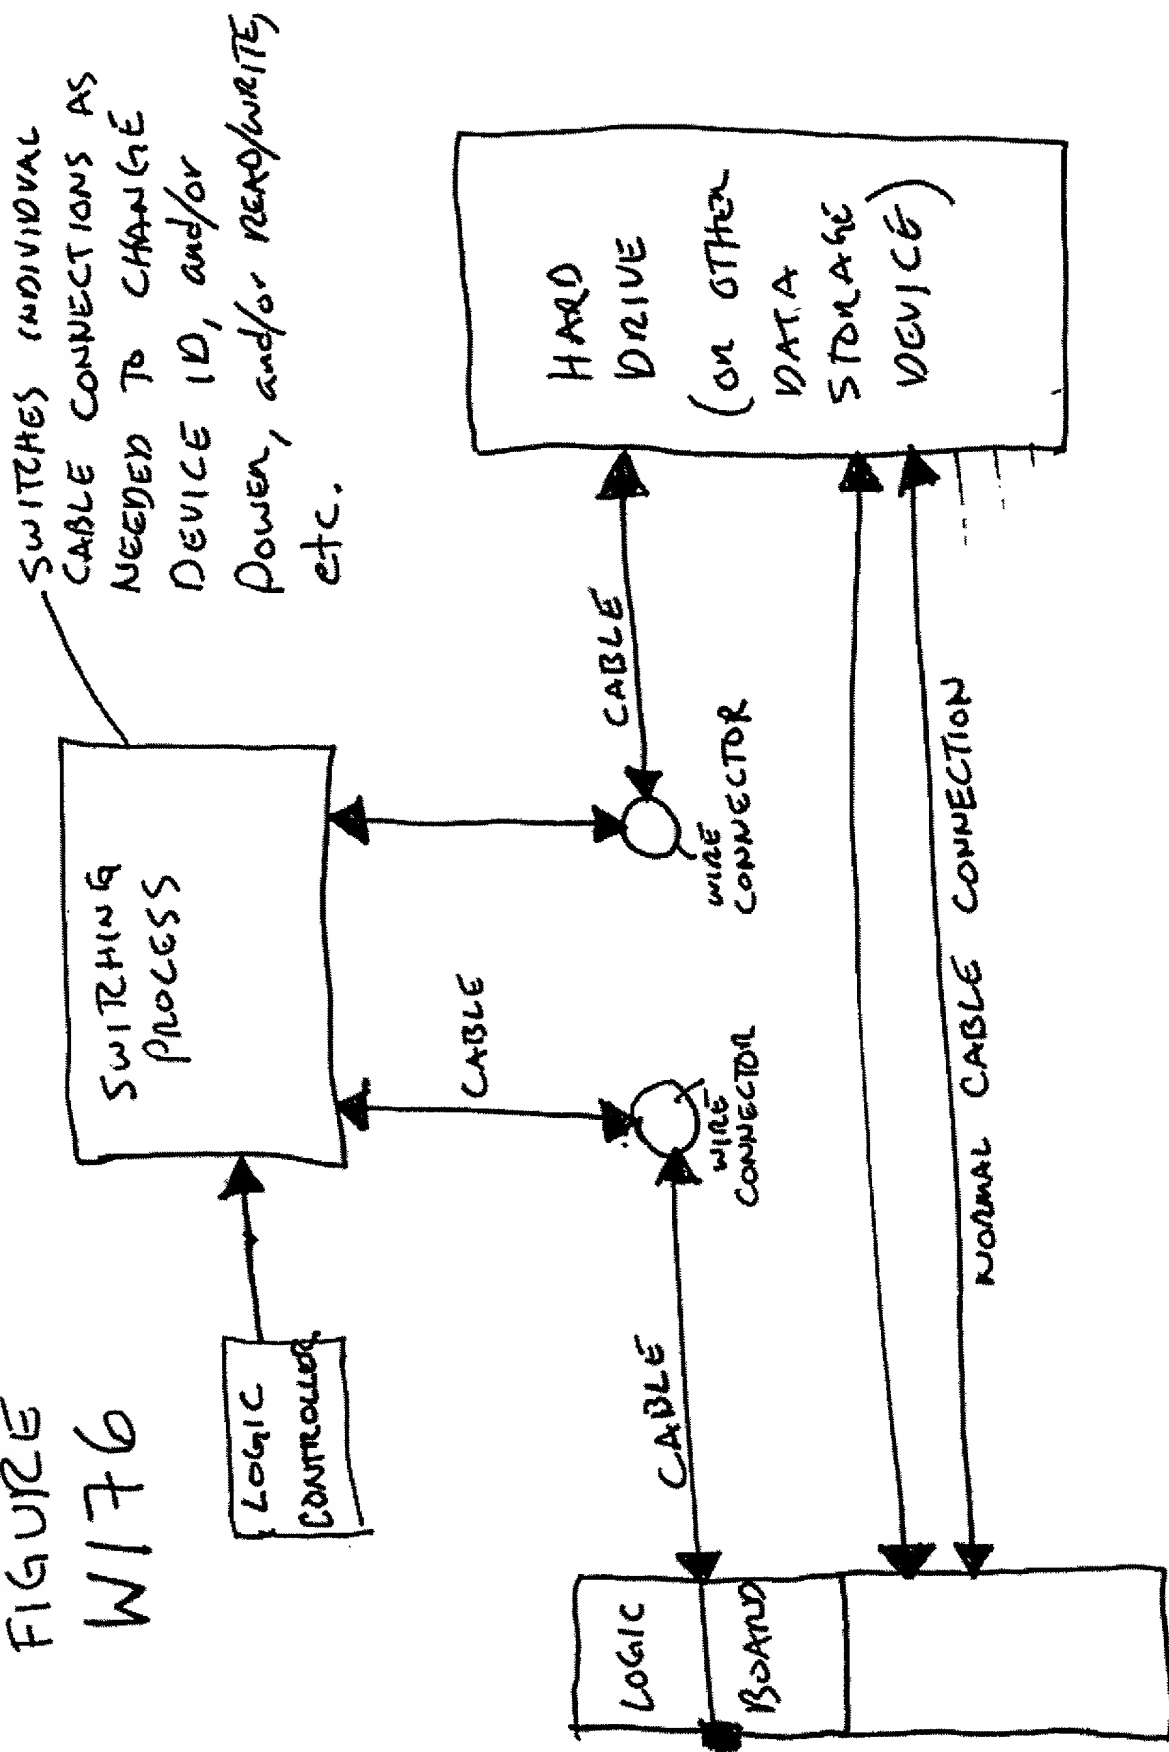 FIGURE
W176
SWITCHES INDIVIDUAL
CABLE CONNECTIONS AS
NEEDED TO CHANGE
DEVICE ID, and/or
Power, and/or READ/WRITE,
etc.
SWITCHING
PROCESS
LOGIC
CONTROLLER
CABLE
CABLE
CABLE
WIRE
CONNECTOR
WIRE
CONNECTOR
HARD
DRIVE
(OR OTHER
DATA
STORAGE
DEVICE)
LOGIC
BOARD
NORMAL CABLE CONNECTION